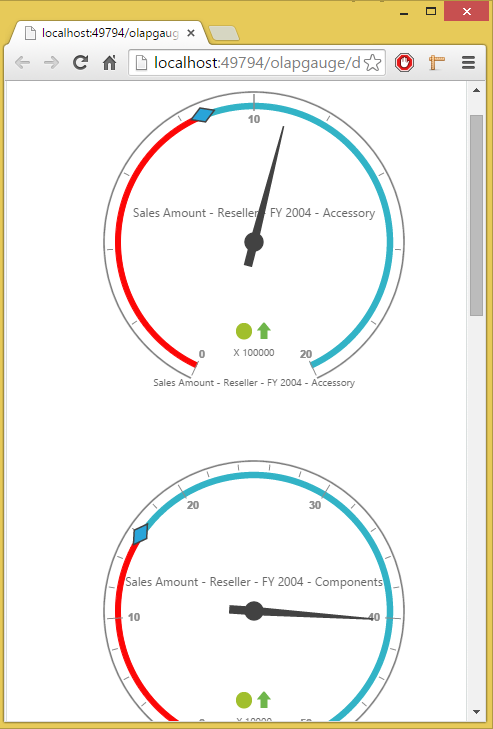 localhost:49794/olapgaug
localhost:49794/olapgauge/d
10
Sales Amount - Reseller - FY 2004 - Accessory
0
X 100000
20
Sales Amount - Reseller - FY 2004 - Accessory
20
30
Sales Amount - Reseller - FY 2004 - Components
10
40